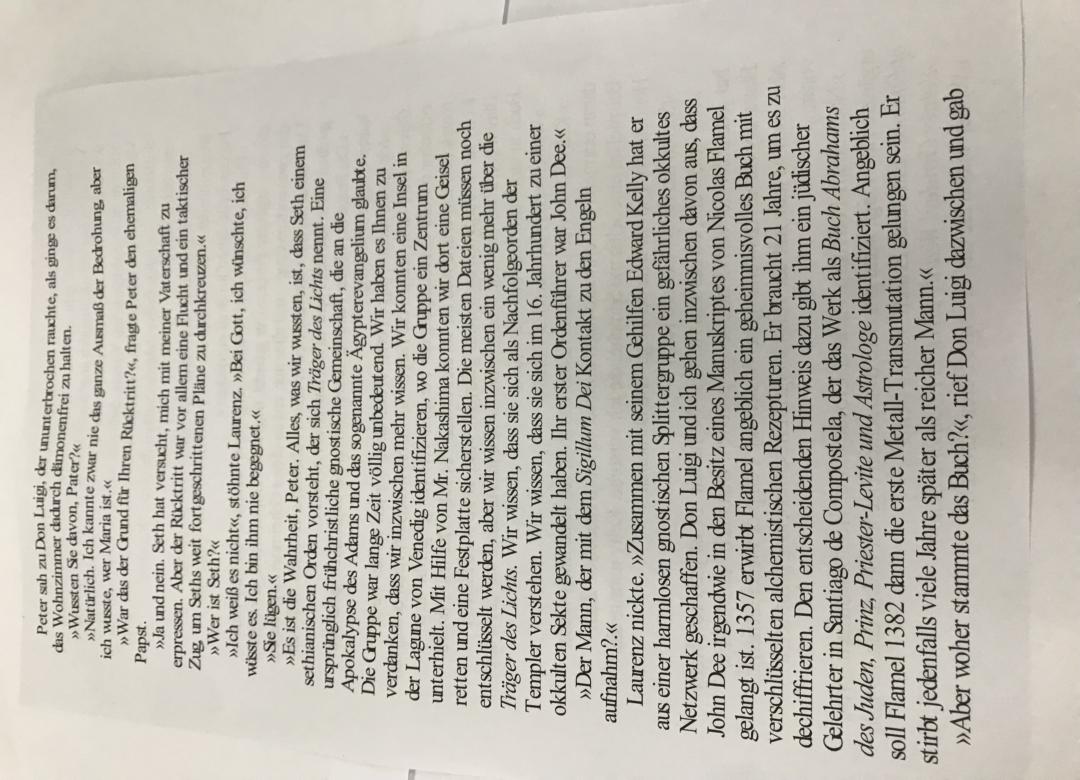 Peter sah zu Don Luigi, der ununterbrochen rauchte, als ginge es darum,
das Wohnzimmer dadurch dämonenfrei zu halten.
»Wussten Sie davon, Pater?«
»Natürlich. Ich kannte zwar nie das ganze Ausmaß der Bedrohung, aber
ich wusste, wer Maria ist.«
»War das der Grund für Ihren Rücktritt?«, fragte Peter den ehemaligen
Papst.
»Ja und nein. Seth hat versucht, mich mit meiner Vaterschaft zu
erpressen. Aber der Rücktritt war vor allem eine Flucht und ein taktischer
Zug, um Seths weit fortgeschrittenen Pläne zu durchkreuzen.«
»Wer ist Seth?«
»Ich weiß es nicht«, stöhnte Laurenz. »Bei Gott, ich wünschte, ich
wüsste es. Ich bin ihm nie begegnet.«
»Sie lügen.«
»Es ist die Wahrheit, Peter. Alles, was wir wussten, ist, dass Seth einem
sethianischen Orden vorsteht, der sich Träger des Lichts nennt. Eine
ursprünglich frühchristliche gnostische Gemeinschaft, die an die
Apokalypse des Adams und das sogenannte Ägypterevangelium glaubte.
Die Gruppe war lange Zeit völlig unbedeutend. Wir haben es Ihnen zu
verdanken, dass wir inzwischen mehr wissen. Wir konnten eine Insel in
der Lagune von Venedig identifizieren, wo die Gruppe ein Zentrum
unterhielt. Mit Hilfe von Mr. Nakashima konnten wir dort eine Geisel
retten und eine Festplatte sicherstellen. Die meisten Dateien müssen noch
entschlüsselt werden, aber wir wissen inzwischen ein wenig mehr über die
Träger des Lichts. Wir wissen, dass sie sich als Nachfolgeorden der
Templer verstehen. Wir wissen, dass sie sich im 16. Jahrhundert zu einer
okkulten Sekte gewandelt haben. Ihr erster Ordenführer war John Dee.«
»Der Mann, der mit dem Sigillum Dei Kontakt zu den Engeln
aufnahm?.«
Laurenz nickte. »Zusammen mit seinem Gehilfen Edward Kelly hat er
aus einer harmlosen gnostischen Splittergruppe ein gefährliches okkultes
Netzwerk geschaffen. Don Luigi und ich gehen inzwischen davon aus, dass
John Dee irgendwie in den Besitz eines Manuskriptes von Nicolas Flamel
gelangt ist. 1357 erwirbt Flamel angeblich ein geheimnisvolles Buch mit
verschlüsselten alchemistischen Rezepturen. Er braucht 21 Jahre, um es zu
dechiffrieren. Den entscheidenden Hinweis dazu gibt ihm ein jüdischer
Gelehrter in Santiago de Compostela, der das Werk als Buch Abrahams
des Juden, Prinz, Priester-Levite und Astrologe identifiziert. Angeblich
soll Flamel 1382 dann die erste Metall-Transmutation gelungen sein. Er
stirbt jedenfalls viele Jahre später als reicher Mann.«
»Aber woher stammte das Buch?«, rief Don Luigi dazwischen und gab